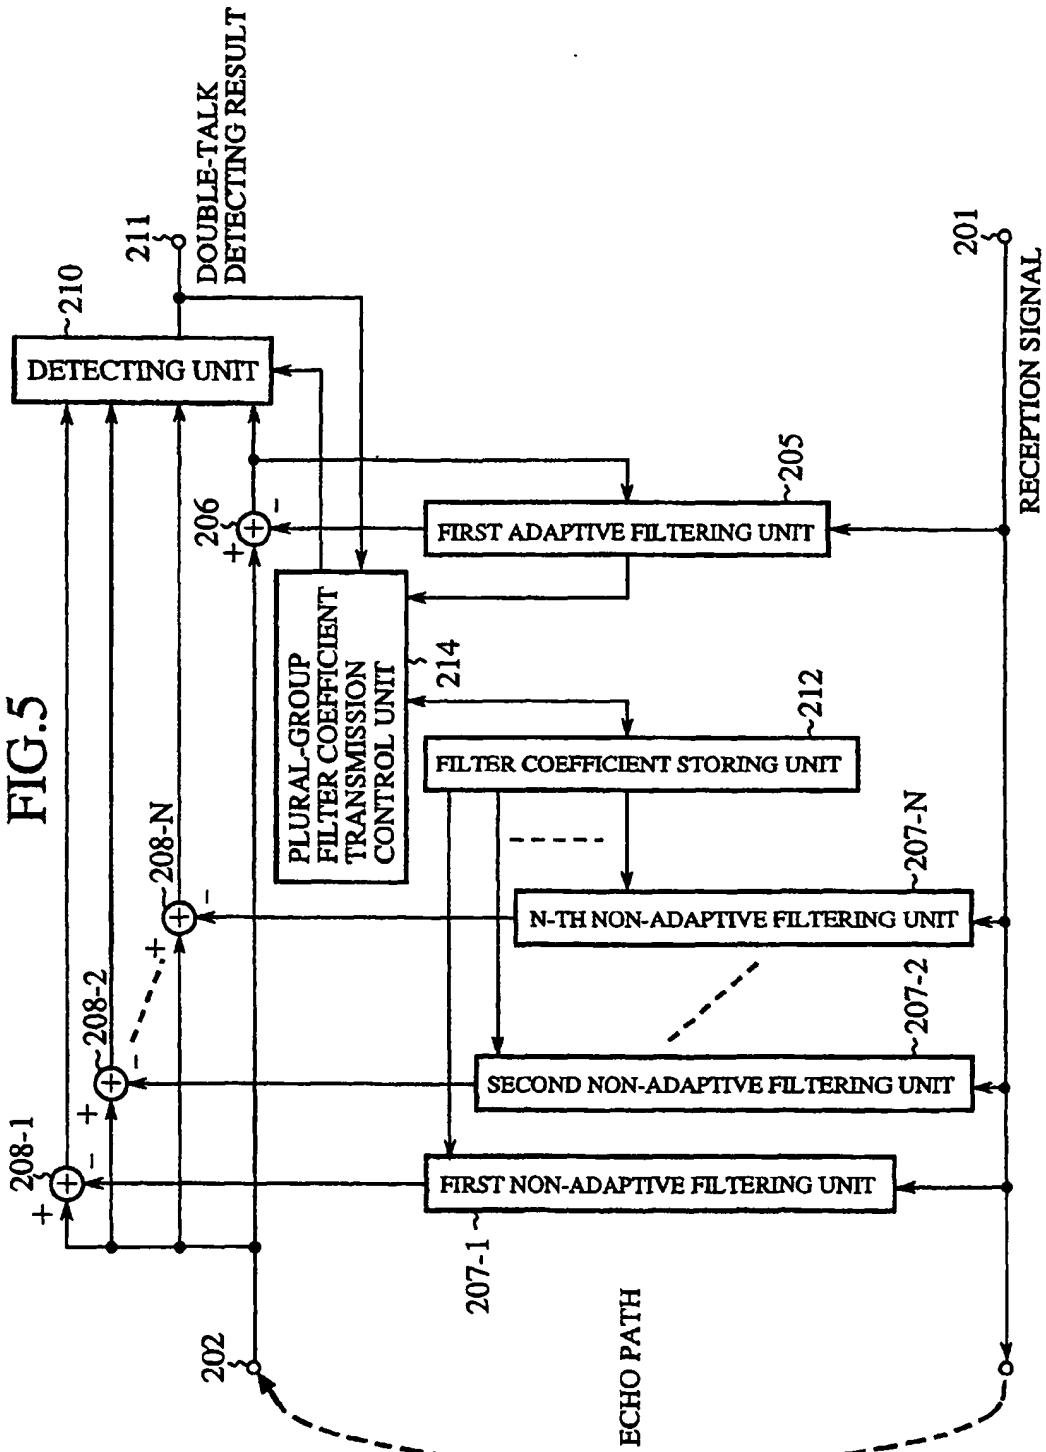 FIG.5
208-1
+
-
208-2
+
-
208-N
+
-
206
+
-
DETECTING UNIT
210
211
DOUBLE-TALK
DETECTING RESULT
202
PLURAL-GROUP
FILTER COEFFICIENT
TRANSMISSION
CONTROL UNIT
214
FIRST ADAPTIVE FILTERING UNIT
205
FILTER COEFFICIENT STORING UNIT
212
N-TH NON-ADAPTIVE FILTERING UNIT
207-N
SECOND NON-ADAPTIVE FILTERING UNIT
207-2
FIRST NON-ADAPTIVE FILTERING UNIT
207-1
ECHO PATH
201
RECEPTION SIGNAL